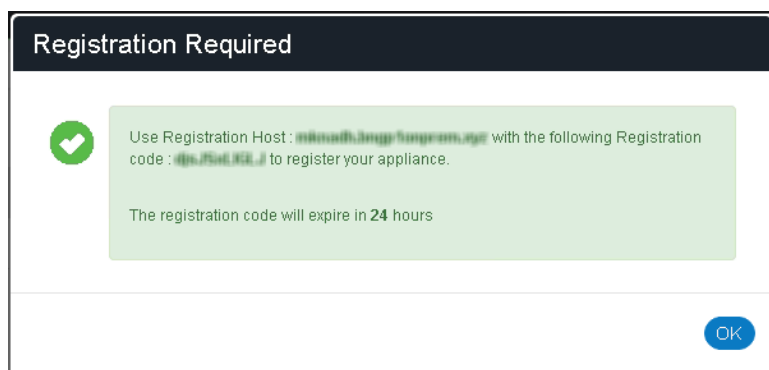 Registration Required
Use Registration Host : with the following Registration
code : to register your appliance.
The registration code will expire in 24 hours
OK